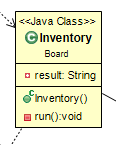 <<Java Class>>
Inventory
Board
result: String
Inventory()
run():void